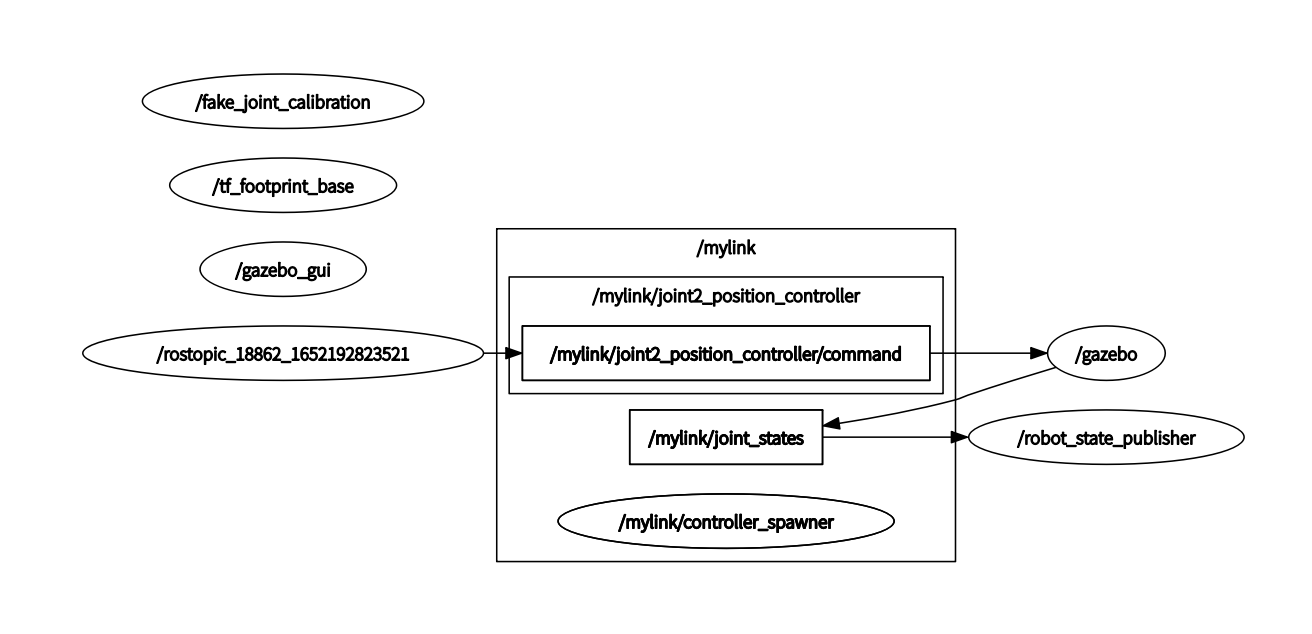 /fake_joint_calibration
/tf_footprint_base
/gazebo_gui
/mylink
/mylink/joint2_position_controller
/rostopic_18862_1652192823521
/mylink/joint2_position_controller/command
/gazebo
/mylink/joint_states
/robot_state_publisher
/mylink/controller_spawner